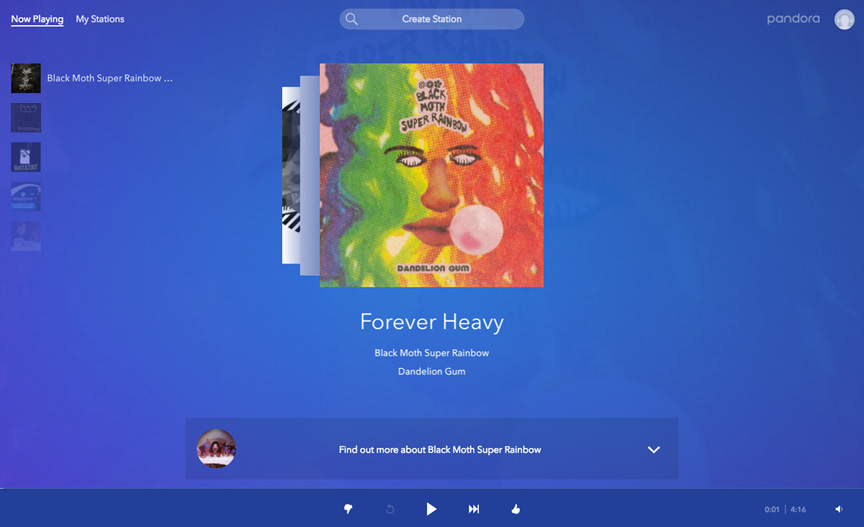 Now Playing
My Stations
Create Station
pandora
Black Moth Super Rainbow ...
BLACK
MOTH
SUPER RAINBOW
DANDELION GUM
Forever Heavy
Black Moth Super Rainbow
Dandelion Gum
Find out more about Black Moth Super Rainbow
0:01 | 4:16